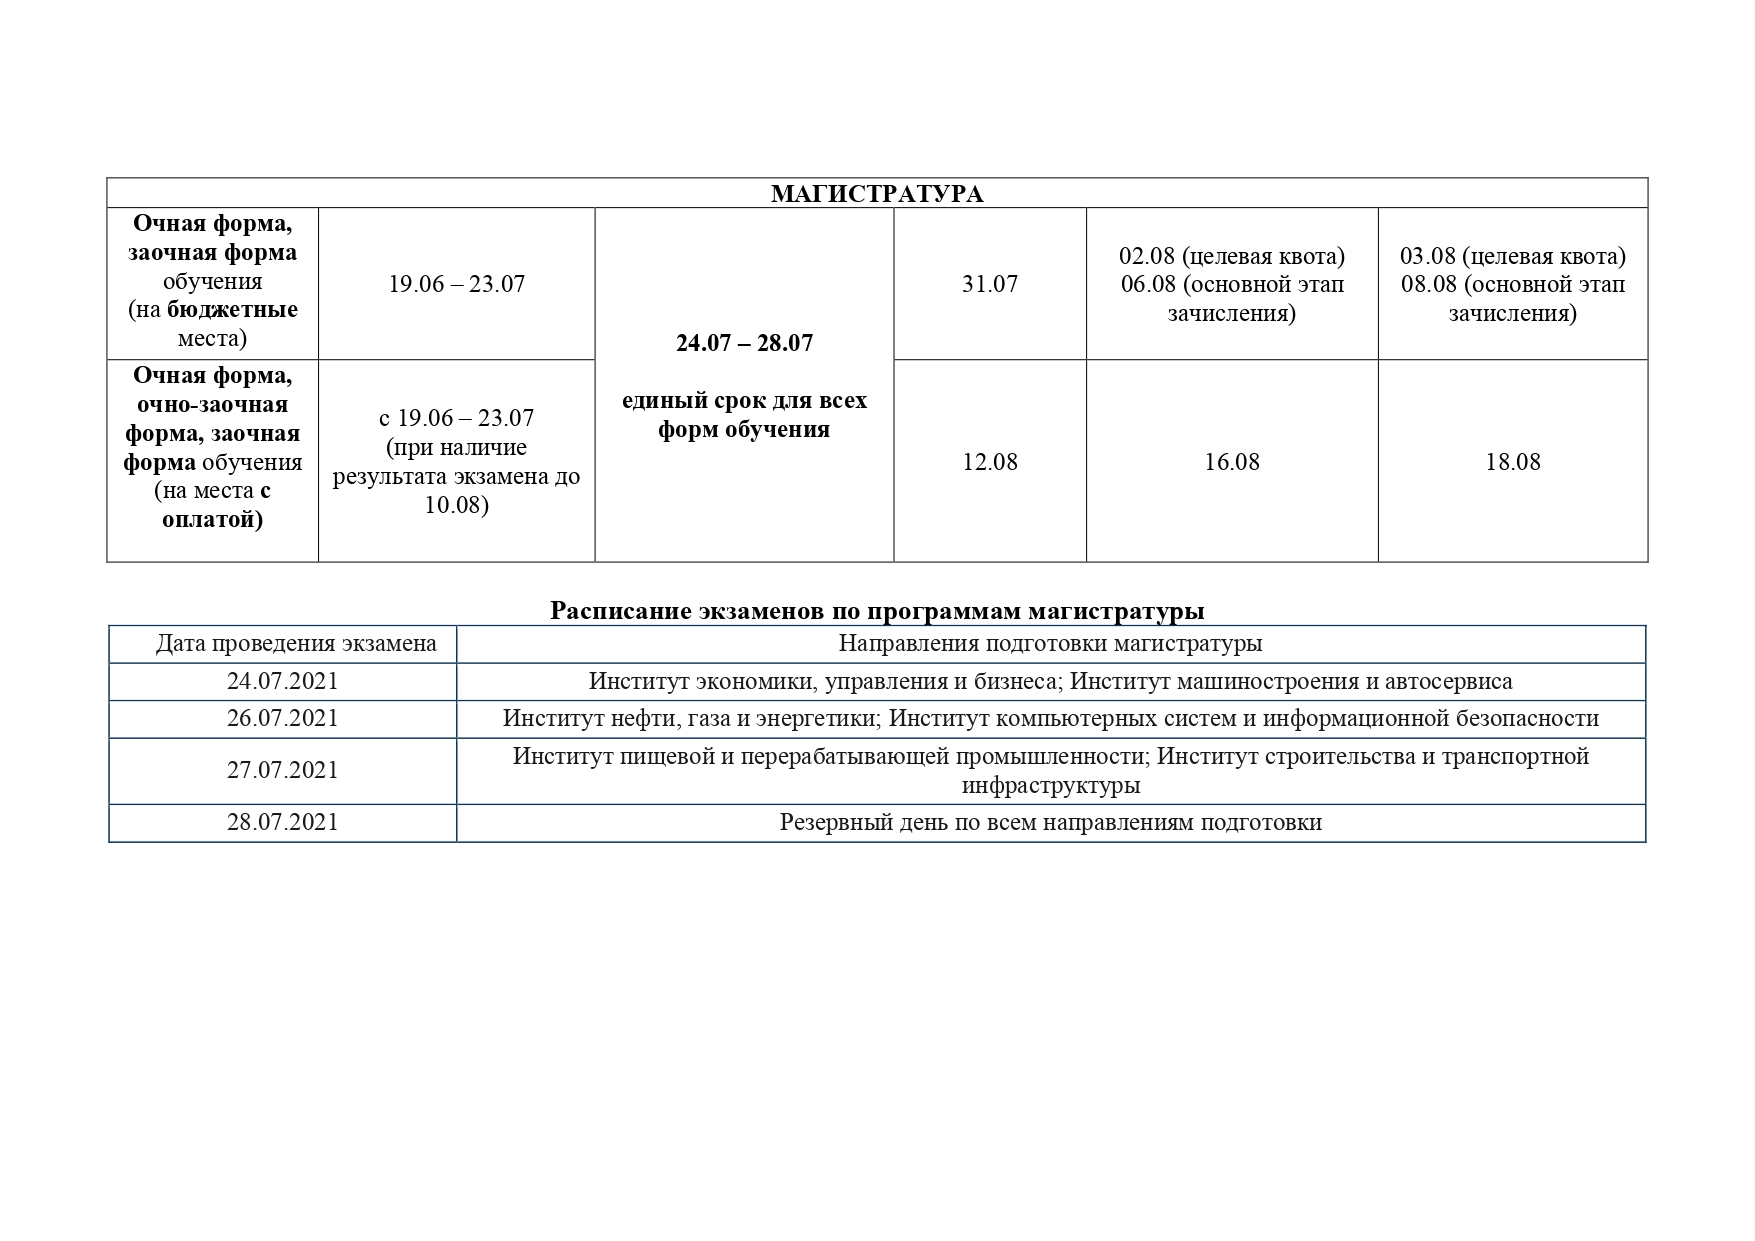 МАГИСТРАТУРА
Очная форма,
заочная форма
обучения
(на бюджетные
места)
19.06 – 23.07
24.07 – 28.07
единый срок для всех
форм обучения
31.07
02.08 (целевая квота)
06.08 (основной этап
зачисления)
03.08 (целевая квота)
08.08 (основной этап
зачисления)
Очная форма,
очно-заочная
форма, заочная
форма обучения
(на места с
оплатой)
с 19.06 – 23.07
(при наличие
результата экзамена до
10.08)
12.08
16.08
18.08
Расписание экзаменов по программам магистратуры
Дата проведения экзамена
Направления подготовки магистратуры
24.07.2021
Институт экономики, управления и бизнеса; Институт машиностроения и автосервиса
26.07.2021
Институт нефти, газа и энергетики; Институт компьютерных систем и информационной безопасности
27.07.2021
Институт пищевой и перерабатывающей промышленности; Институт строительства и транспортной
инфраструктуры
28.07.2021
Резервный день по всем направлениям подготовки